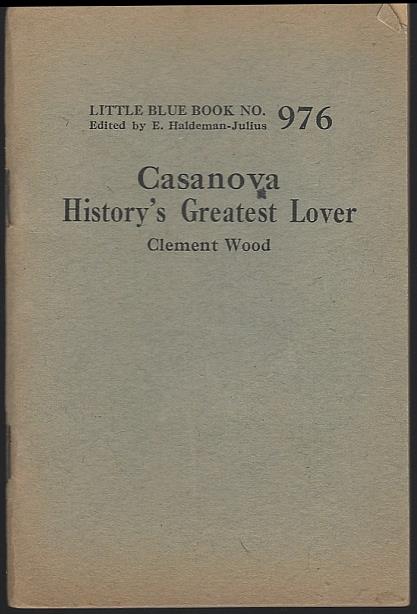 LITTLE BLUE BOOK NO. 976
Edited by E. Haldeman-Julius
Casanova
History's Greatest Lover
Clement Wood